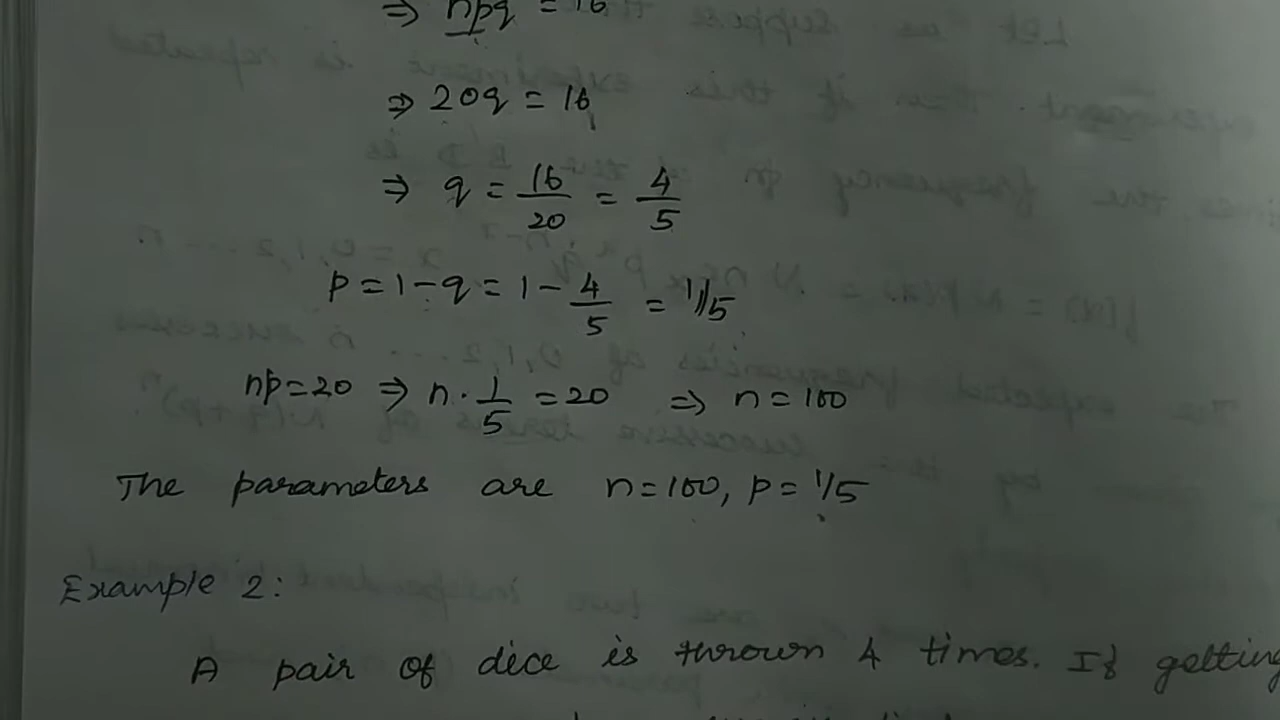 ⇒ npq = 16
⇒ 20q = 16
⇒ q = 16/20 = 4/5
p = 1 - q = 1 - 4/5 = 1/5
np = 20 ⇒ n · 1/5 = 20 ⇒ n = 100
The parameters are n = 100, p = 1/5
Example 2:
A pair of dice is thrown 4 times. If getting